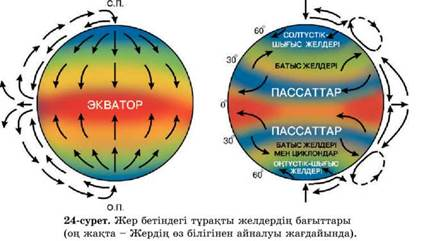 С.П.
ЭКВАТОР
О.П.
60°
30°
0°
30°
60°
СОЛТҮСТІК-
ШЫҒЫС ЖЕЛДЕРІ
БАТЫС ЖЕЛДЕРІ
ПАССАТТАР
ПАССАТТАР
БАТЫС ЖЕЛДЕРІ
МЕН ЦИКЛОНДАР
ОҢТҮСТІК-
ШЫҒЫС ЖЕЛДЕРІ
24-сурет. Жер бетіндегі тұрақты желдердің бағыттары
(оң жақта – Жердің өз білігінен айналуы жағдайында).